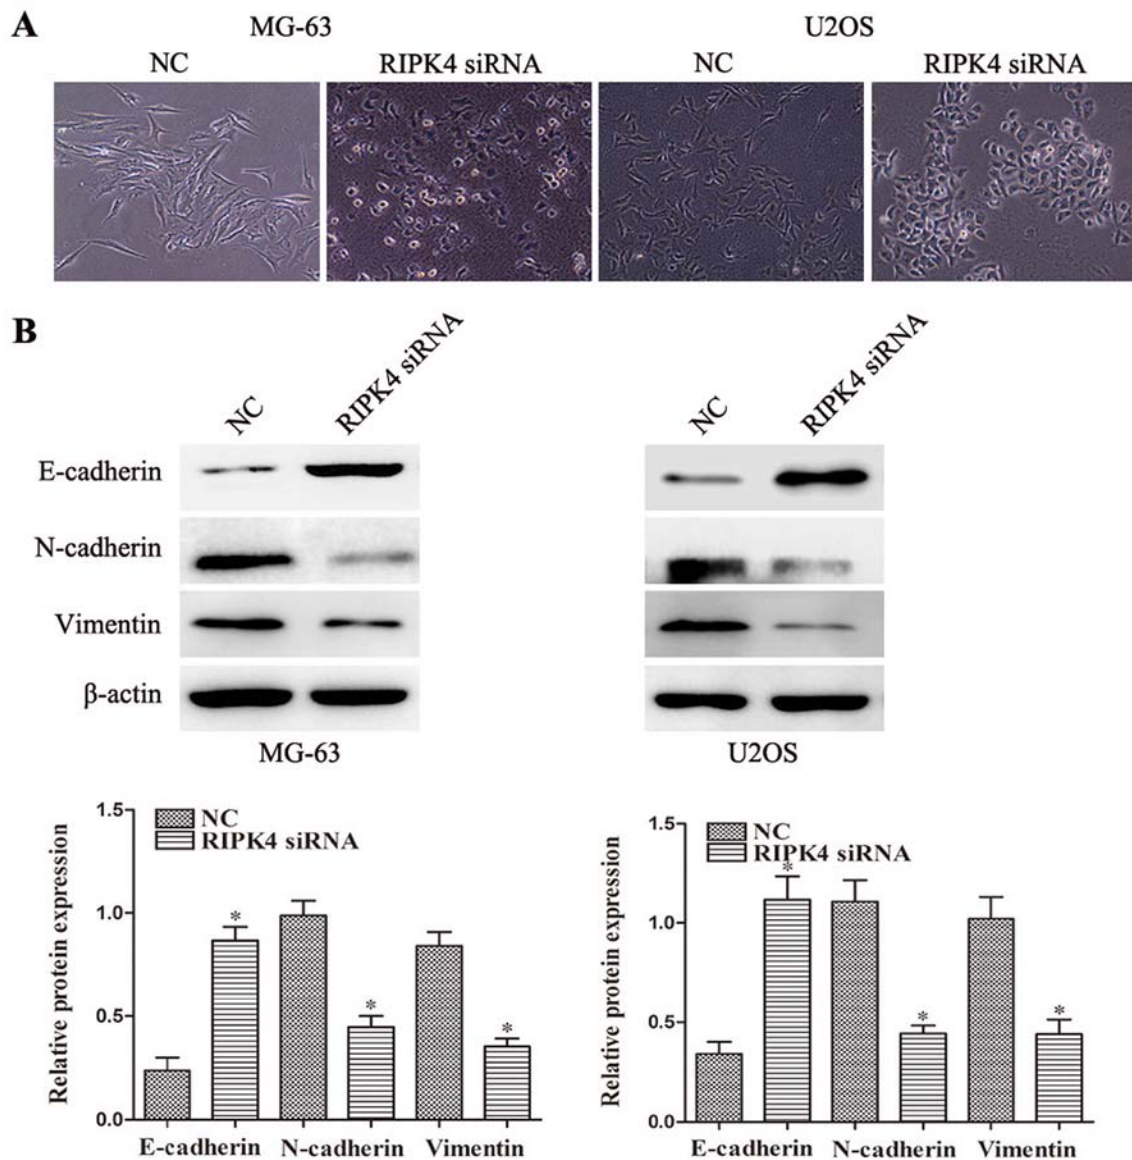 A
MG-63
U2OS
NC
RIPK4 siRNA
NC
RIPK4 siRNA
B
NC
RIPK4 siRNA
NC
RIPK4 siRNA
E-cadherin
N-cadherin
Vimentin
β-actin
MG-63
U2OS
Relative protein expression
1.5
1.0
0.5
0.0
NC
RIPK4 siRNA
*
*
*
E-cadherin N-cadherin Vimentin
Relative protein expression
1.5
1.0
0.5
0.0
NC
RIPK4 siRNA
*
*
*
E-cadherin N-cadherin Vimentin